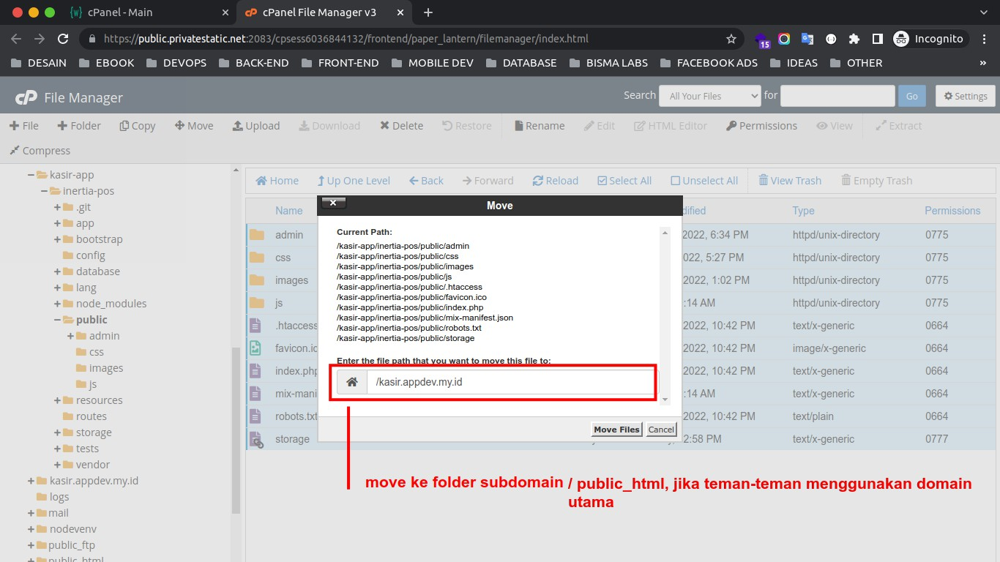 cPanel - Main
cPanel File Manager v3
https://public.privatestatic.net:2083/cpsess6036844132/frontend/paper_lantern/filemanager/index.html
15
Incognito
DESAIN EBOOK DEVOPS BACK-END FRONT-END MOBILE DEV DATABASE BISMA LABS FACEBOOK ADS IDEAS OTHER »
cP File Manager
Search All Your Files for Go Settings
File Folder Copy Move Upload Download Delete Restore Rename Edit HTML Editor Permissions View Extract
Compress
kasir-app
inertia-pos
.git
app
bootstrap
config
database
lang
node_modules
public
admin
css
images
js
resources
routes
storage
tests
vendor
kasir.appdev.my.id
logs
mail
nodevenv
public_ftp
public_html
Home Up One Level Back Forward Reload Select All Unselect All View Trash Empty Trash
Name dified Type Permissions
admin 2022, 6:34 PM httpd/unix-directory 0775
css 022, 5:27 PM httpd/unix-directory 0775
images 2022, 1:02 PM httpd/unix-directory 0775
js :14 AM httpd/unix-directory 0775
.htaccess 2022, 10:42 PM text/x-generic 0664
favicon.ic 2022, 10:42 PM image/x-generic 0664
index.php 2022, 10:42 PM text/x-generic 0664
mix-mani :14 AM text/x-generic 0664
robots.txt 2022, 10:42 PM text/plain 0664
storage 2:58 PM text/x-generic 0777
Move
Current Path:
/kasir-app/inertia-pos/public/admin
/kasir-app/inertia-pos/public/css
/kasir-app/inertia-pos/public/images
/kasir-app/inertia-pos/public/js
/kasir-app/inertia-pos/public/.htaccess
/kasir-app/inertia-pos/public/favicon.ico
/kasir-app/inertia-pos/public/index.php
/kasir-app/inertia-pos/public/mix-manifest.json
/kasir-app/inertia-pos/public/robots.txt
/kasir-app/inertia-pos/public/storage
Enter the file path that you want to move this file to:
/kasir.appdev.my.id
Move Files Cancel
move ke folder subdomain / public_html, jika teman-teman menggunakan domain
utama